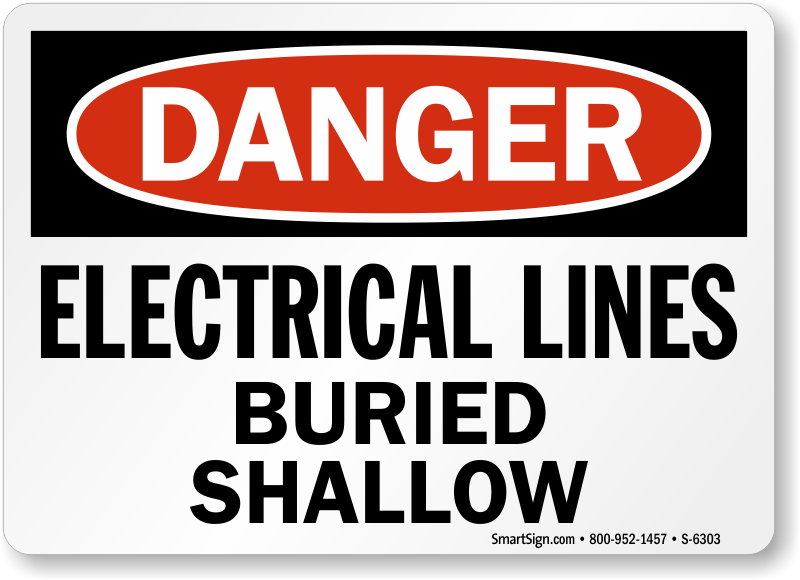 DANGER
ELECTRICAL LINES
BURIED
SHALLOW
SmartSign.com • 800-952-1457 • S-6303